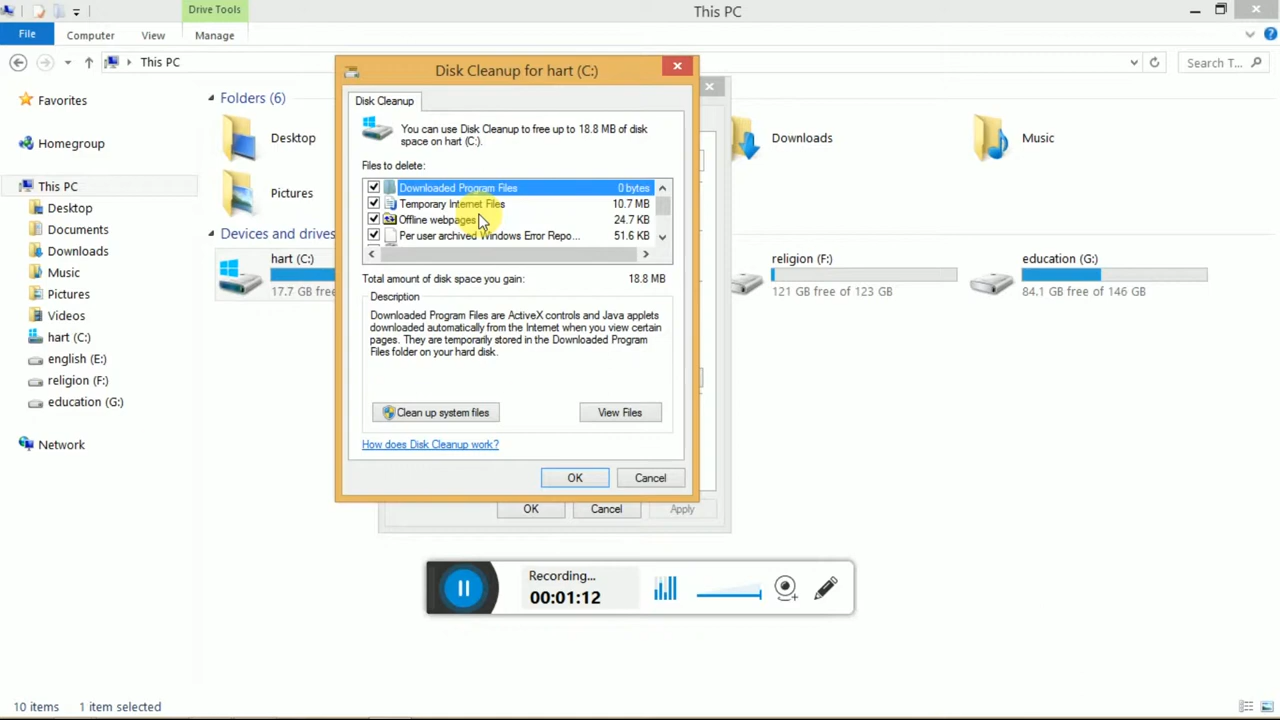 Drive Tools
This PC
File
Computer
View
Manage
This PC
Search T...
Favorites
Homegroup
This PC
Desktop
Documents
Downloads
Music
Pictures
Videos
hart (C:)
english (E:)
religion (F:)
education (G:)
Network
Folders (6)
Desktop
Downloads
Music
Pictures
Devices and drives
hart (C:)
17.7 GB free
religion (F:)
121 GB free of 123 GB
education (G:)
84.1 GB free of 146 GB
Disk Cleanup for hart (C:)
Disk Cleanup
You can use Disk Cleanup to free up to 18.8 MB of disk
space on hart (C:).
Files to delete:
Downloaded Program Files 0 bytes
Temporary Internet Files 10.7 MB
Offline webpages 24.7 KB
Per user archived Windows Error Repo... 51.6 KB
Total amount of disk space you gain: 18.8 MB
Description
Downloaded Program Files are ActiveX controls and Java applets
downloaded automatically from the Internet when you view certain
pages. They are temporarily stored in the Downloaded Program
Files folder on your hard disk.
Clean up system files
View Files
How does Disk Cleanup work?
OK
Cancel
OK
Cancel
Apply
Recording...
00:01:12
10 items
1 item selected